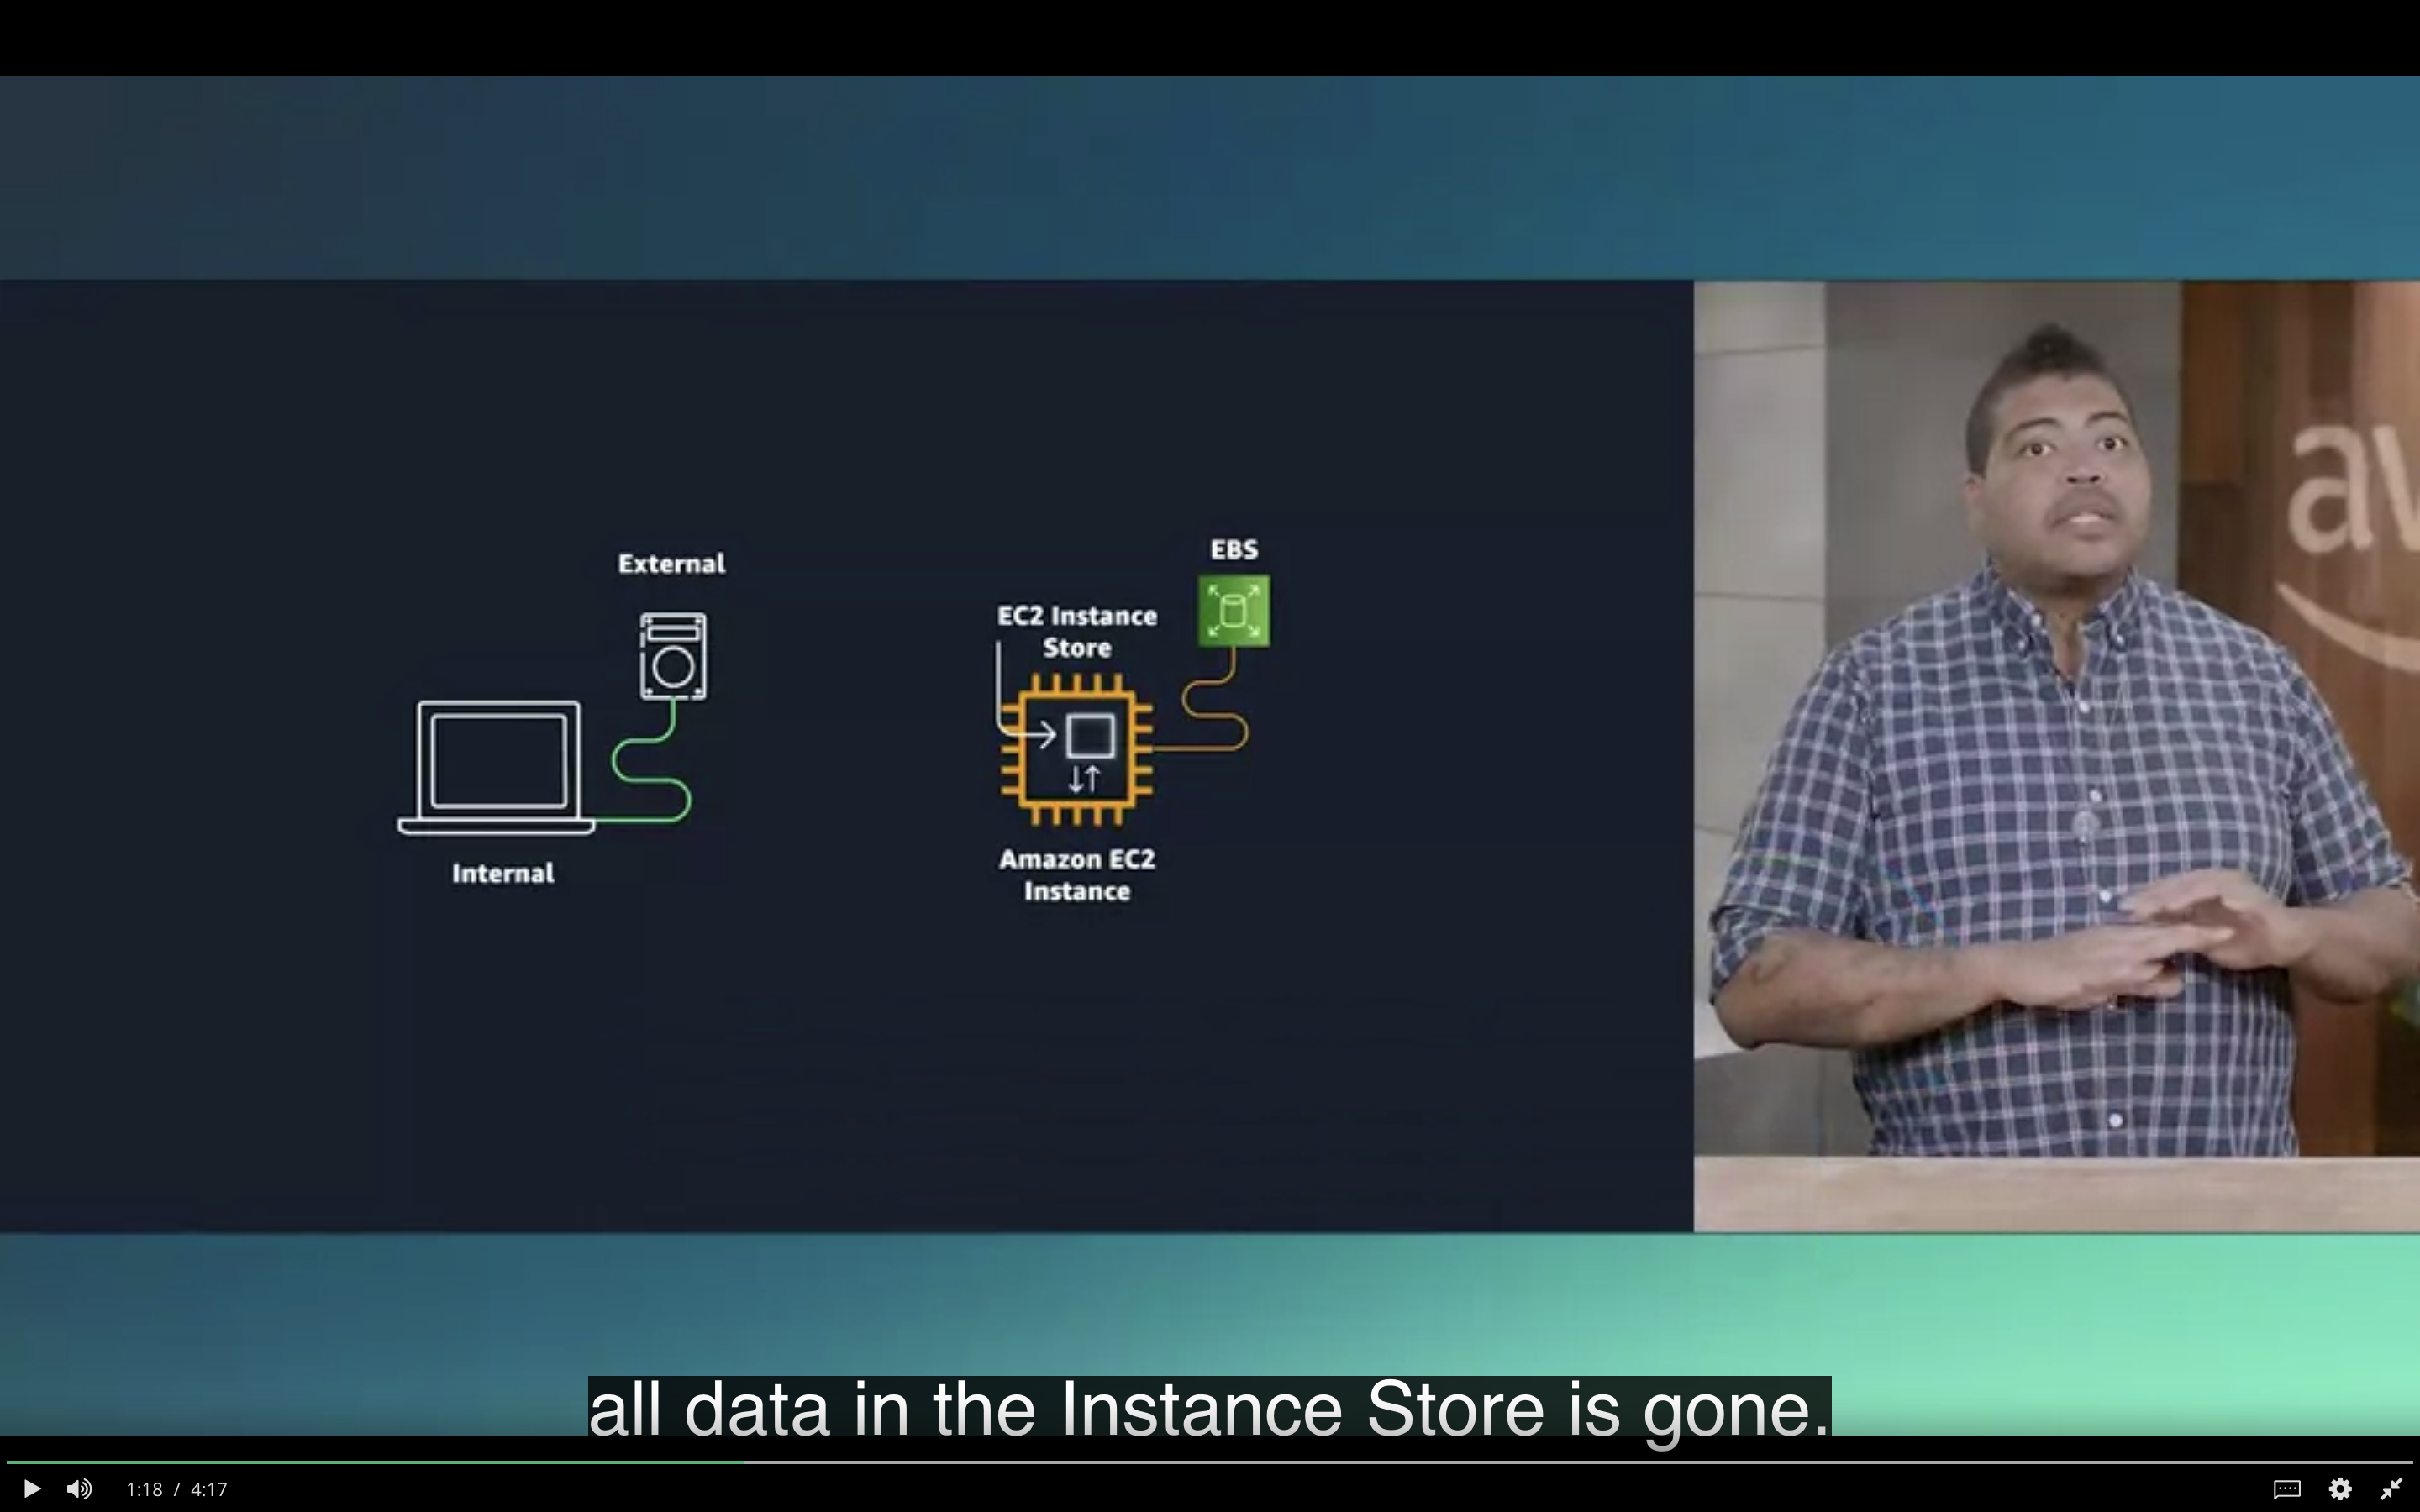 External
EBS
EC2 Instance
Store
Internal
Amazon EC2
Instance
all data in the Instance Store is gone.
1:18 / 4:17